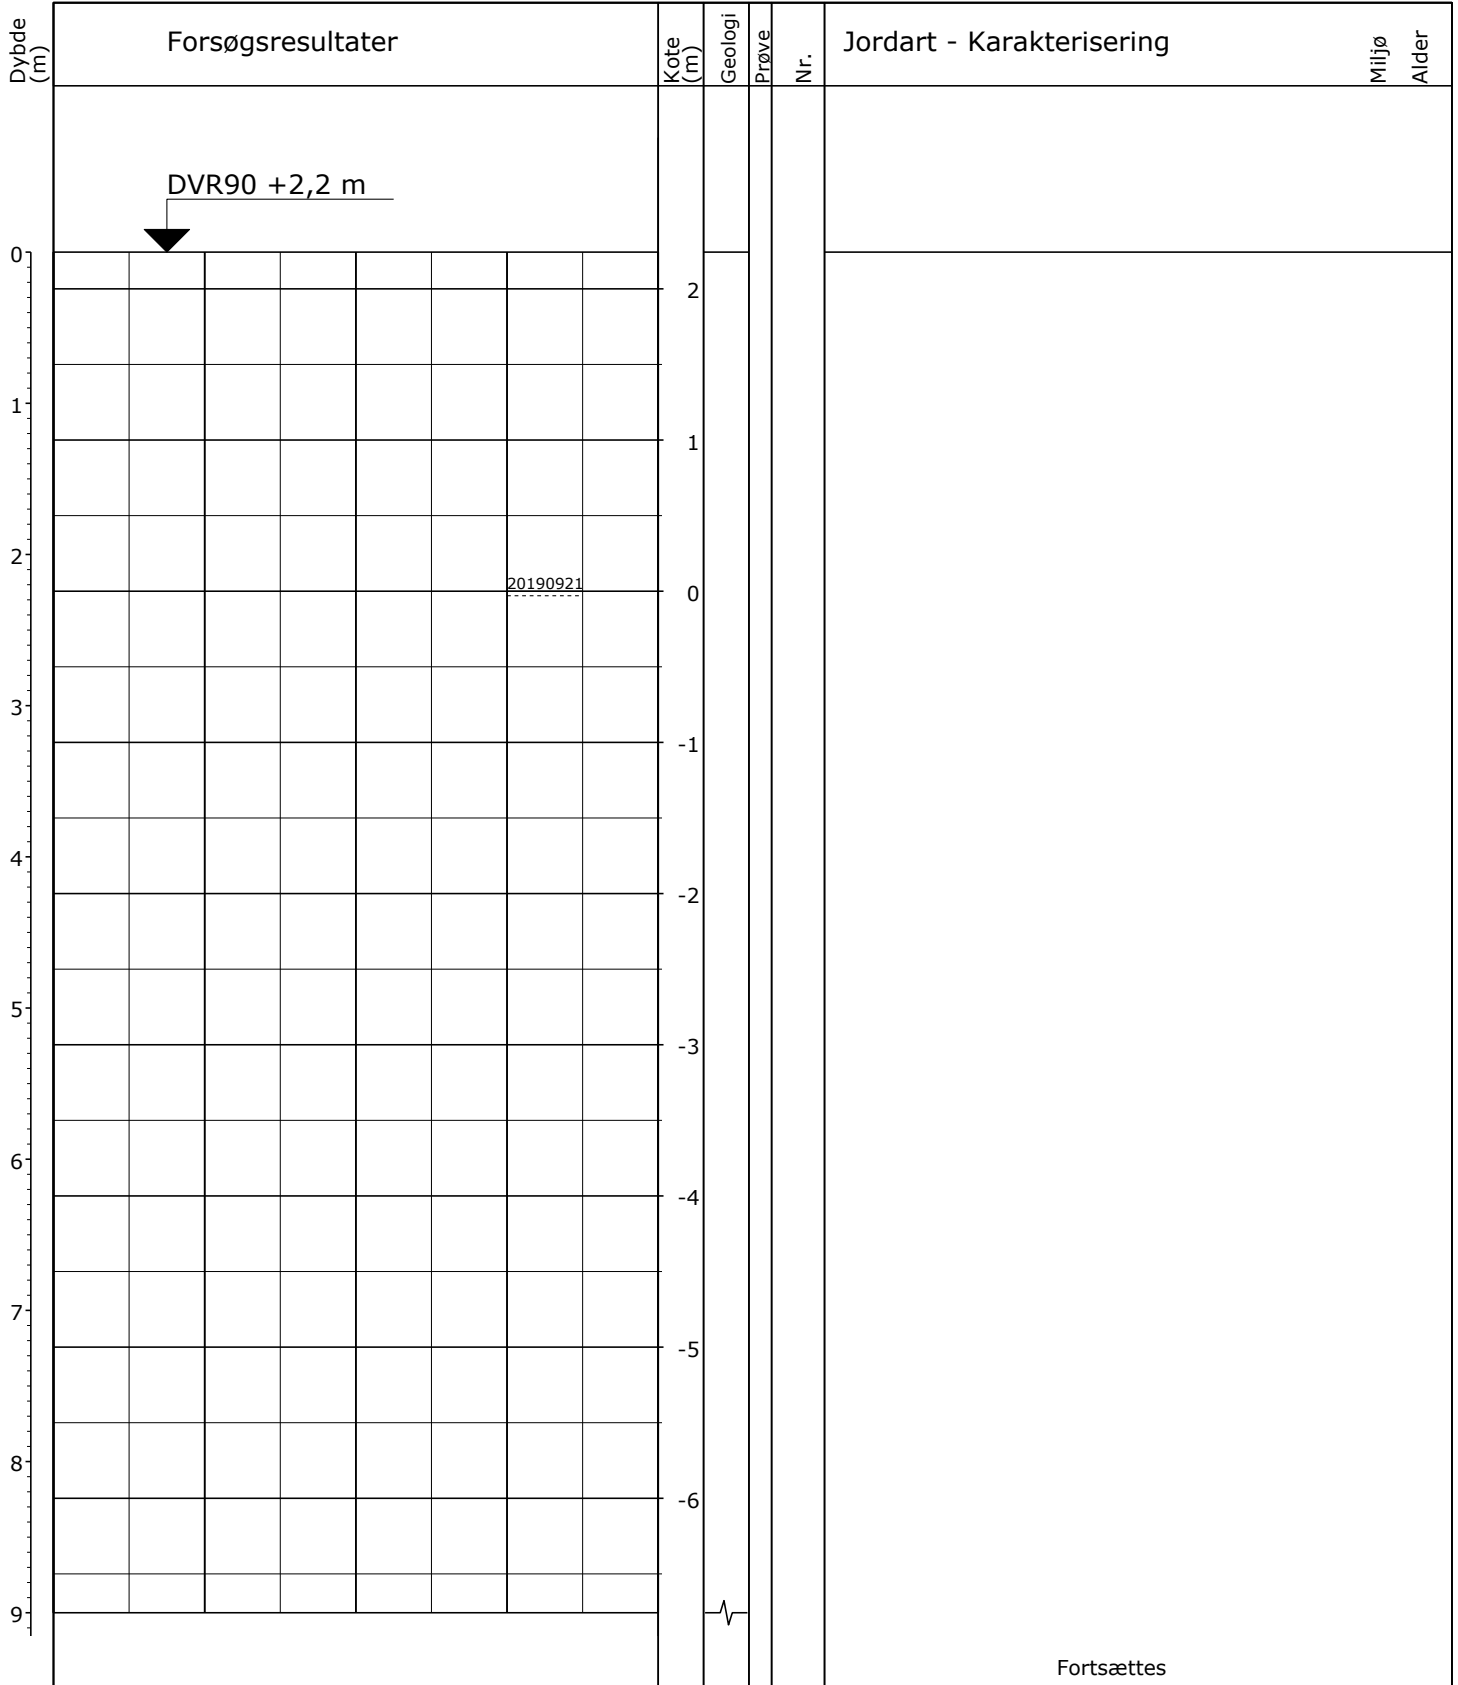 Dybde (m)
Forsøgsresultater
Kote (m)
Geologi
Prøve
Nr.
Jordart - Karakterisering
Miljø
Alder
DVR90 +2,2 m
0
2
1
1
2
20190921
0
3
-1
4
-2
5
-3
6
-4
7
-5
8
-6
9
Fortsættes